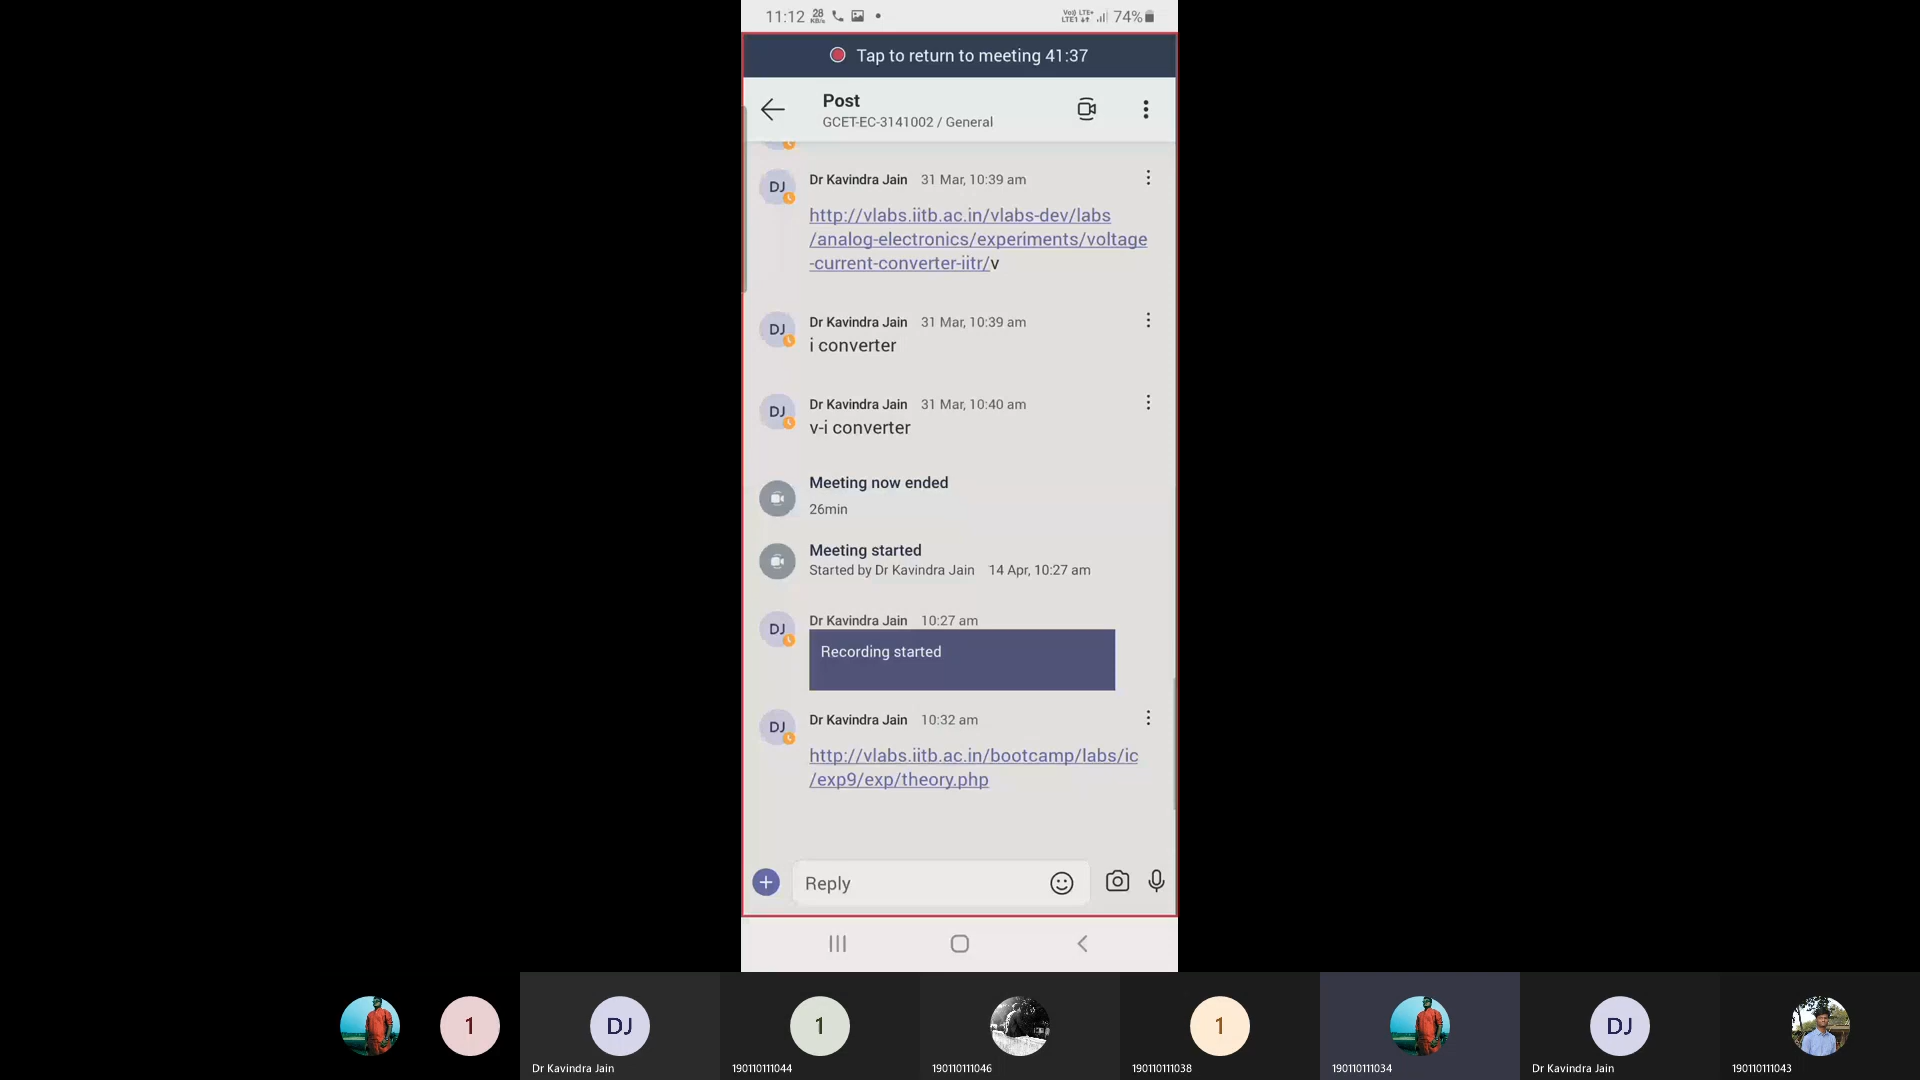 11:12 28 KB/s Vo)) LTE+ LTE1 74%
Tap to return to meeting 41:37
Post
GCET-EC-3141002 / General
DJ Dr Kavindra Jain 31 Mar, 10:39 am
http://vlabs.iitb.ac.in/vlabs-dev/labs
/analog-electronics/experiments/voltage
-current-converter-iitr/v
DJ Dr Kavindra Jain 31 Mar, 10:39 am
i converter
DJ Dr Kavindra Jain 31 Mar, 10:40 am
v-i converter
Meeting now ended
26min
Meeting started
Started by Dr Kavindra Jain 14 Apr, 10:27 am
DJ Dr Kavindra Jain 10:27 am
Recording started
DJ Dr Kavindra Jain 10:32 am
http://vlabs.iitb.ac.in/bootcamp/labs/ic
/exp9/exp/theory.php
Reply
1 DJ 1 1 DJ
Dr Kavindra Jain 190110111044 190110111046 190110111038 190110111034 Dr Kavindra Jain 190110111043